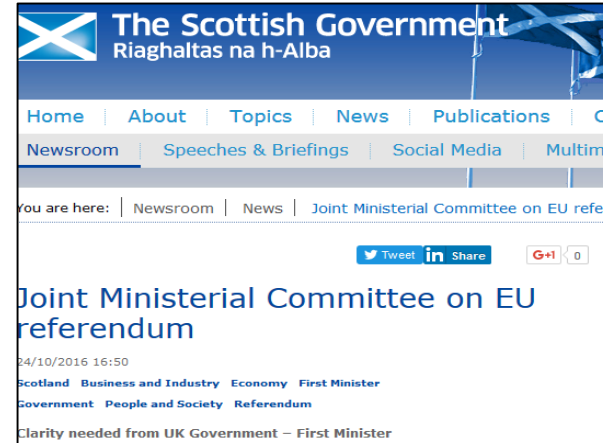 The Scottish Government
Riaghaltas na h-Alba
Home About Topics News Publications
Newsroom Speeches & Briefings Social Media Multim
You are here: Newsroom News Joint Ministerial Committee on EU refe
Tweet in Share G+1 0
Joint Ministerial Committee on EU
referendum
24/10/2016 16:50
Scotland Business and Industry Economy First Minister
Government People and Society Referendum
Clarity needed from UK Government – First Minister